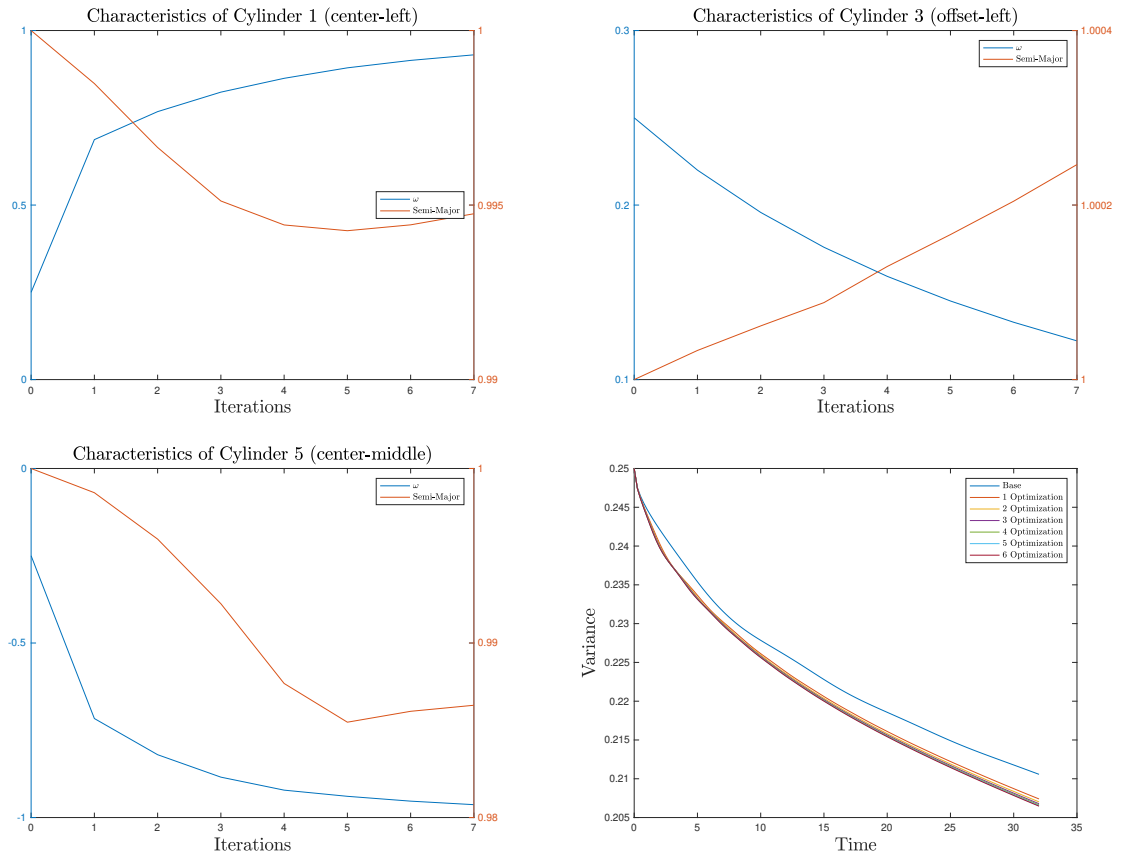 Characteristics of Cylinder 1 (center-left)
1
0.5
0
1
0.995
0.99
ω
Semi-Major
0 1 2 3 4 5 6 7
Iterations
Characteristics of Cylinder 3 (offset-left)
0.3
0.2
0.1
1.0004
1.0002
1
ω
Semi-Major
0 1 2 3 4 5 6 7
Iterations
Characteristics of Cylinder 5 (center-middle)
0
-0.5
-1
1
0.99
0.98
ω
Semi-Major
0 1 2 3 4 5 6 7
Iterations
0.25
0.245
0.24
0.235
0.23
0.225
0.22
0.215
0.21
0.205
Variance
Base
1 Optimization
2 Optimization
3 Optimization
4 Optimization
5 Optimization
6 Optimization
0 5 10 15 20 25 30 35
Time